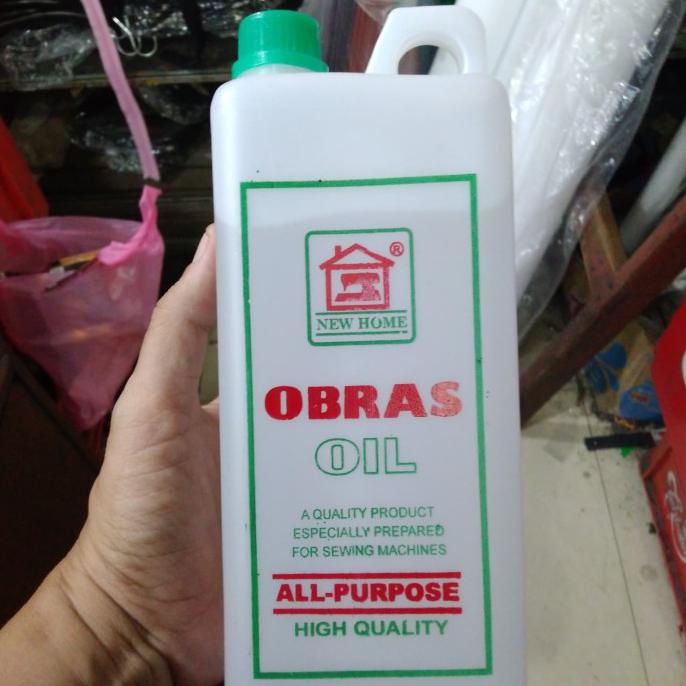 ®
NEW HOME
OBRAS
OIL
A QUALITY PRODUCT
ESPECIALLY PREPARED
FOR SEWING MACHINES
ALL-PURPOSE
HIGH QUALITY